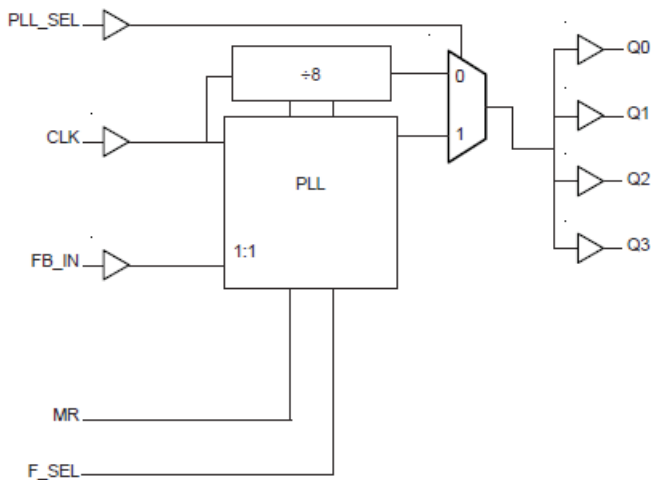 PLL_SEL
Q0
÷8
0
Q1
CLK
1
PLL
Q2
1:1
Q3
FB_IN
MR
F_SEL